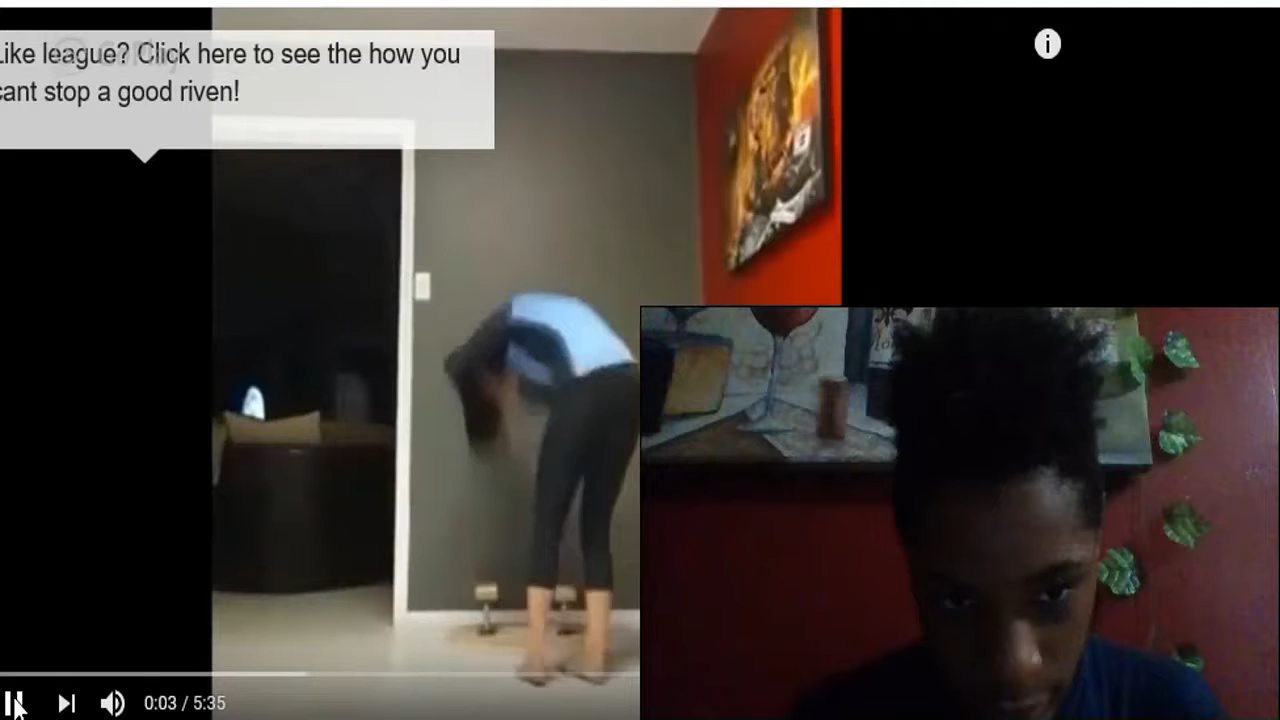 Like league? Click here to see the how you
cant stop a good riven!
0:03 / 5:35